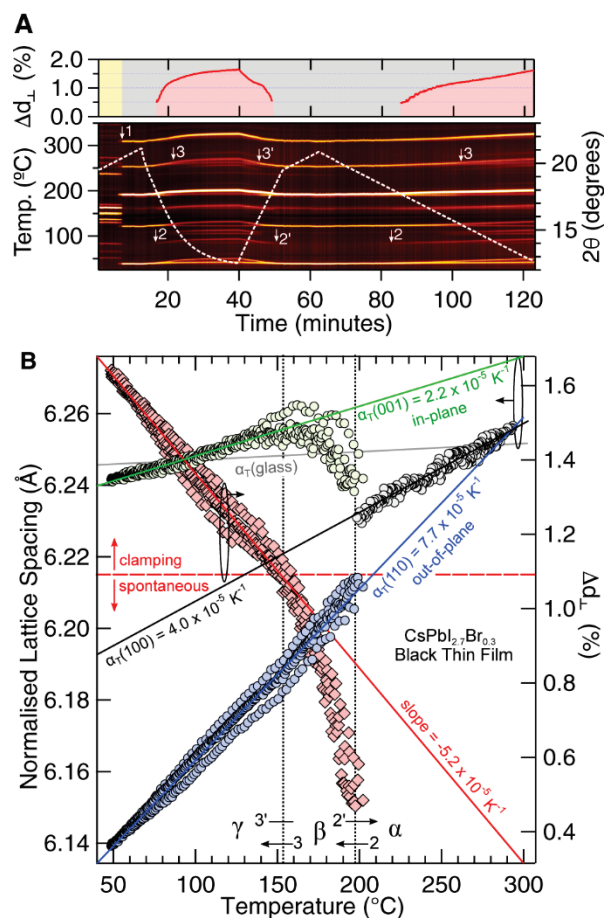 A
Δd⊥ (%)
2.0
1.0
0.0
Temp. (ºC)
300
200
100
1
3
3'
3
2
2'
2
20
15
2θ (degrees)
20
40
60
80
100
120
Time (minutes)
B
Normalised Lattice Spacing (Å)
6.26
6.24
6.22
6.20
6.18
6.16
6.14
αT(001) = 2.2 x 10⁻⁵ K⁻¹
in-plane
αT(glass)
clamping
spontaneous
αT(100) = 4.0 x 10⁻⁵ K⁻¹
αT(110) = 7.7 x 10⁻⁵ K⁻¹
out-of-plane
CsPbI₂.₇Br₀.₃
Black Thin Film
slope = -5.2 x 10⁻⁵ K⁻¹
γ
3'
3
β
2'
2
α
1.6
1.4
1.2
1.0
0.8
0.6
0.4
Δd⊥ (%)
50
100
150
200
250
300
Temperature (°C)